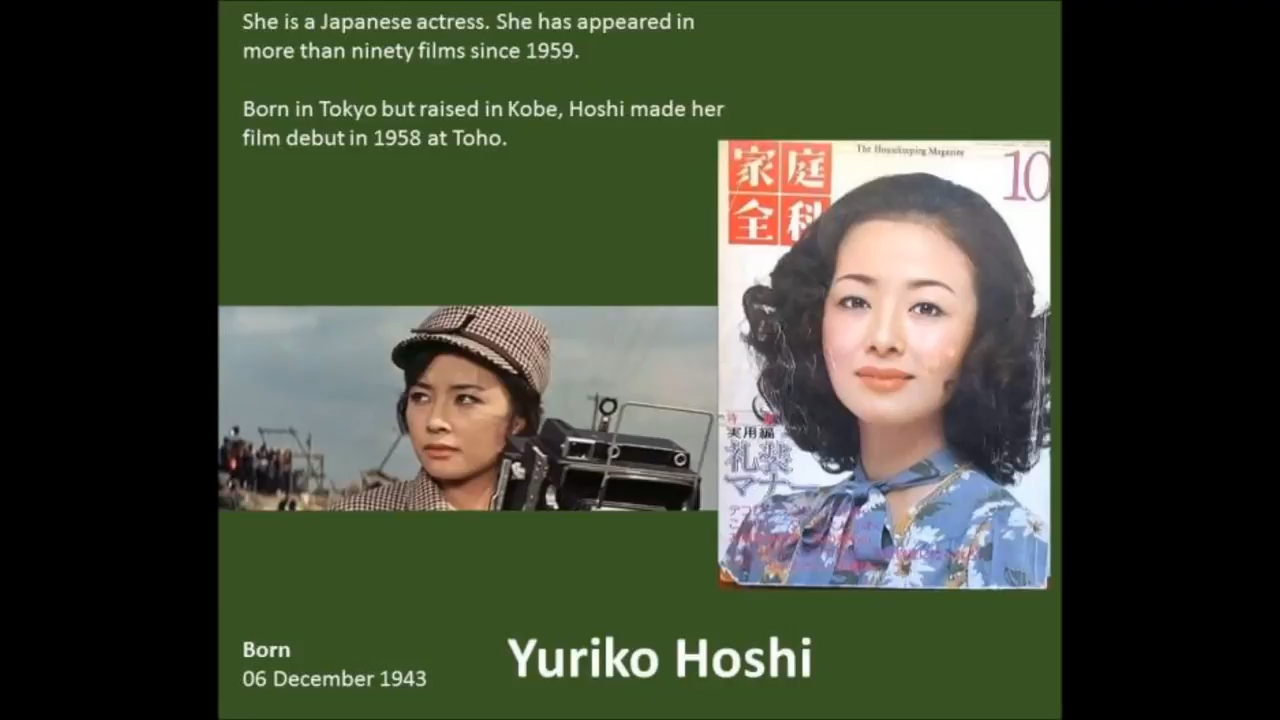 She is a Japanese actress. She has appeared in
more than ninety films since 1959.
Born in Tokyo but raised in Kobe, Hoshi made her
film debut in 1958 at Toho.
The Housekeeping Magazine
家庭
全科
10
実用編
礼装
マナー
Born
06 December 1943
Yuriko Hoshi